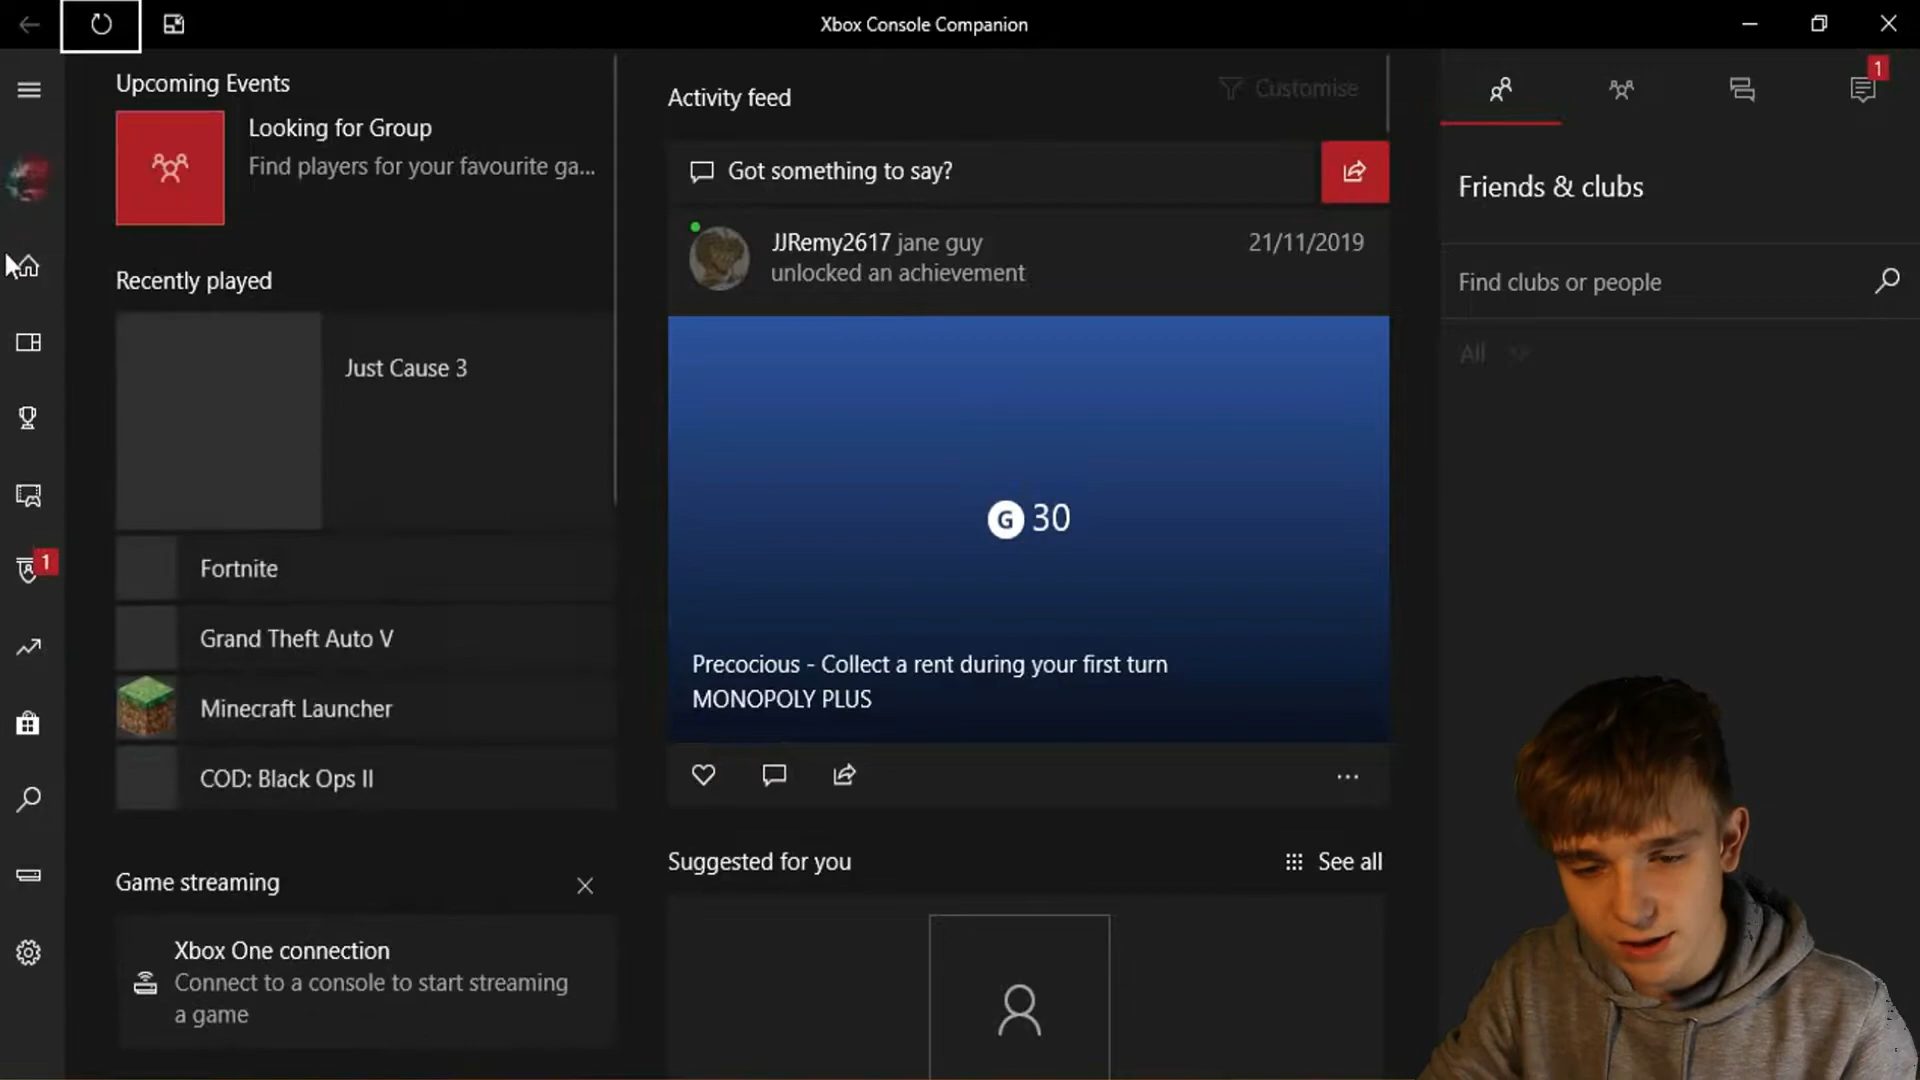 Xbox Console Companion
Upcoming Events
Looking for Group
Find players for your favourite ga...
Recently played
Just Cause 3
Fortnite
Grand Theft Auto V
Minecraft Launcher
COD: Black Ops II
Game streaming
Xbox One connection
Connect to a console to start streaming
a game
1
Activity feed
Customise
Got something to say?
JJRemy2617 jane guy
21/11/2019
unlocked an achievement
G 30
Precocious - Collect a rent during your first turn
MONOPOLY PLUS
Suggested for you
See all
1
Friends & clubs
Find clubs or people
All